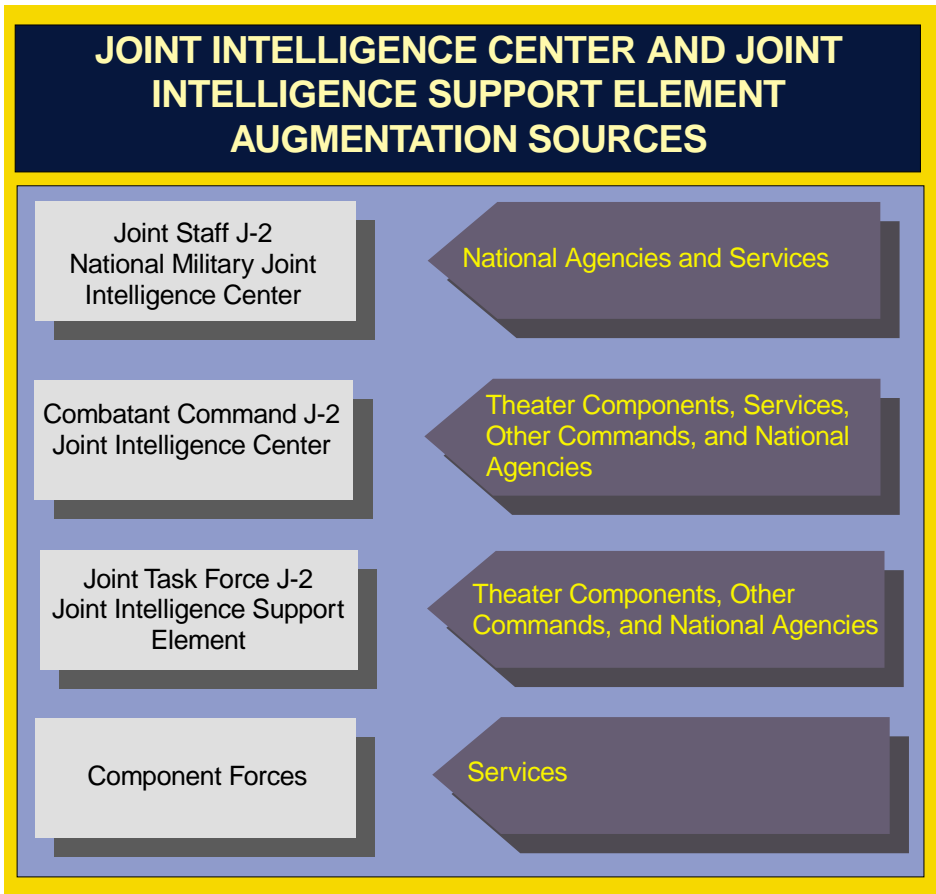 JOINT INTELLIGENCE CENTER AND JOINT
INTELLIGENCE SUPPORT ELEMENT
AUGMENTATION SOURCES
Joint Staff J-2
National Military Joint
Intelligence Center
National Agencies and Services
Combatant Command J-2
Joint Intelligence Center
Theater Components, Services,
Other Commands, and National
Agencies
Joint Task Force J-2
Joint Intelligence Support
Element
Theater Components, Other
Commands, and National Agencies
Component Forces
Services